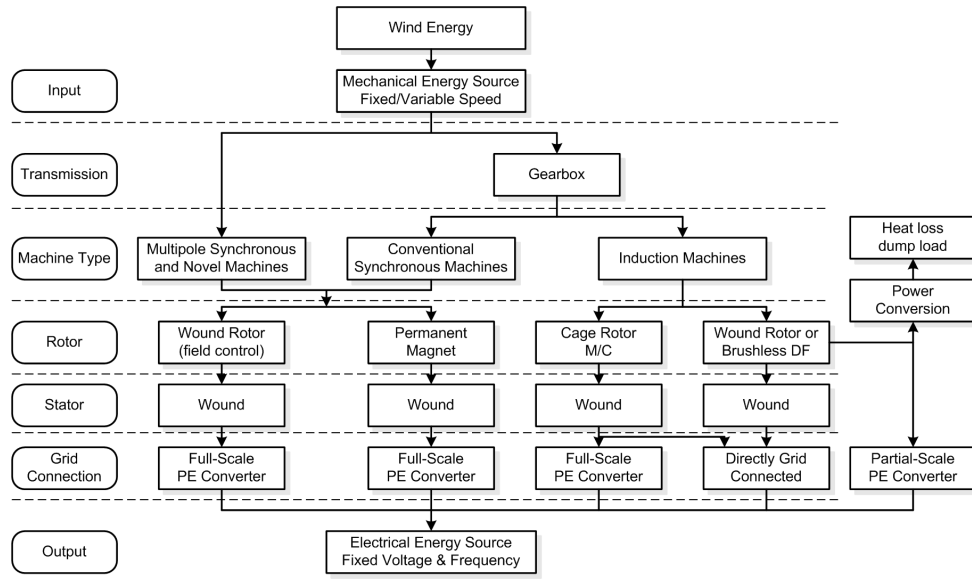 Wind Energy
Input
Mechanical Energy Source
Fixed/Variable Speed
Transmission
Gearbox
Machine Type
Multipole Synchronous
and Novel Machines
Conventional
Synchronous Machines
Induction Machines
Heat loss
dump load
Power
Conversion
Rotor
Wound Rotor
(field control)
Permanent
Magnet
Cage Rotor
M/C
Wound Rotor or
Brushless DF
Stator
Wound
Wound
Wound
Wound
Grid
Connection
Full-Scale
PE Converter
Full-Scale
PE Converter
Full-Scale
PE Converter
Directly Grid
Connected
Partial-Scale
PE Converter
Output
Electrical Energy Source
Fixed Voltage & Frequency